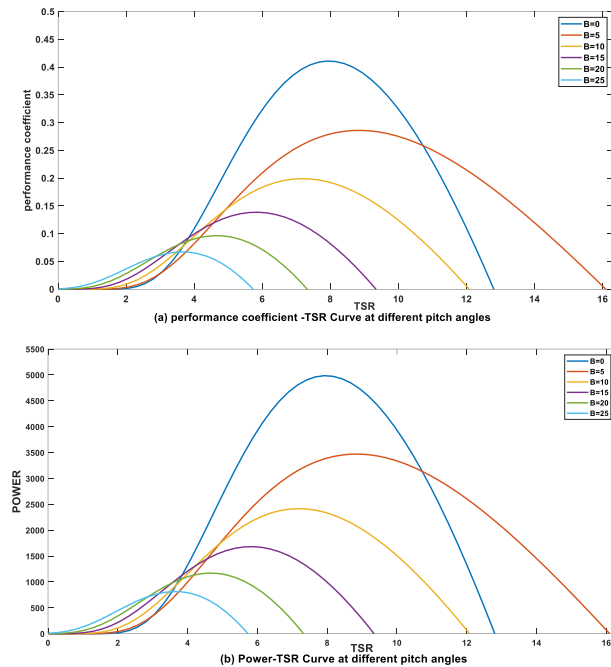 0.5
0.45
0.4
0.35
0.3
0.25
0.2
0.15
0.1
0.05
0
performance coefficient
B=0
B=5
B=10
B=15
B=20
B=25
0 2 4 6 8 10 12 14 16
TSR
(a) performance coefficient -TSR Curve at different pitch angles
5500
5000
4500
4000
3500
3000
2500
2000
1500
1000
500
0
POWER
B=0
B=5
B=10
B=15
B=20
B=25
0 2 4 6 8 10 12 14 16
TSR
(b) Power-TSR Curve at different pitch angles